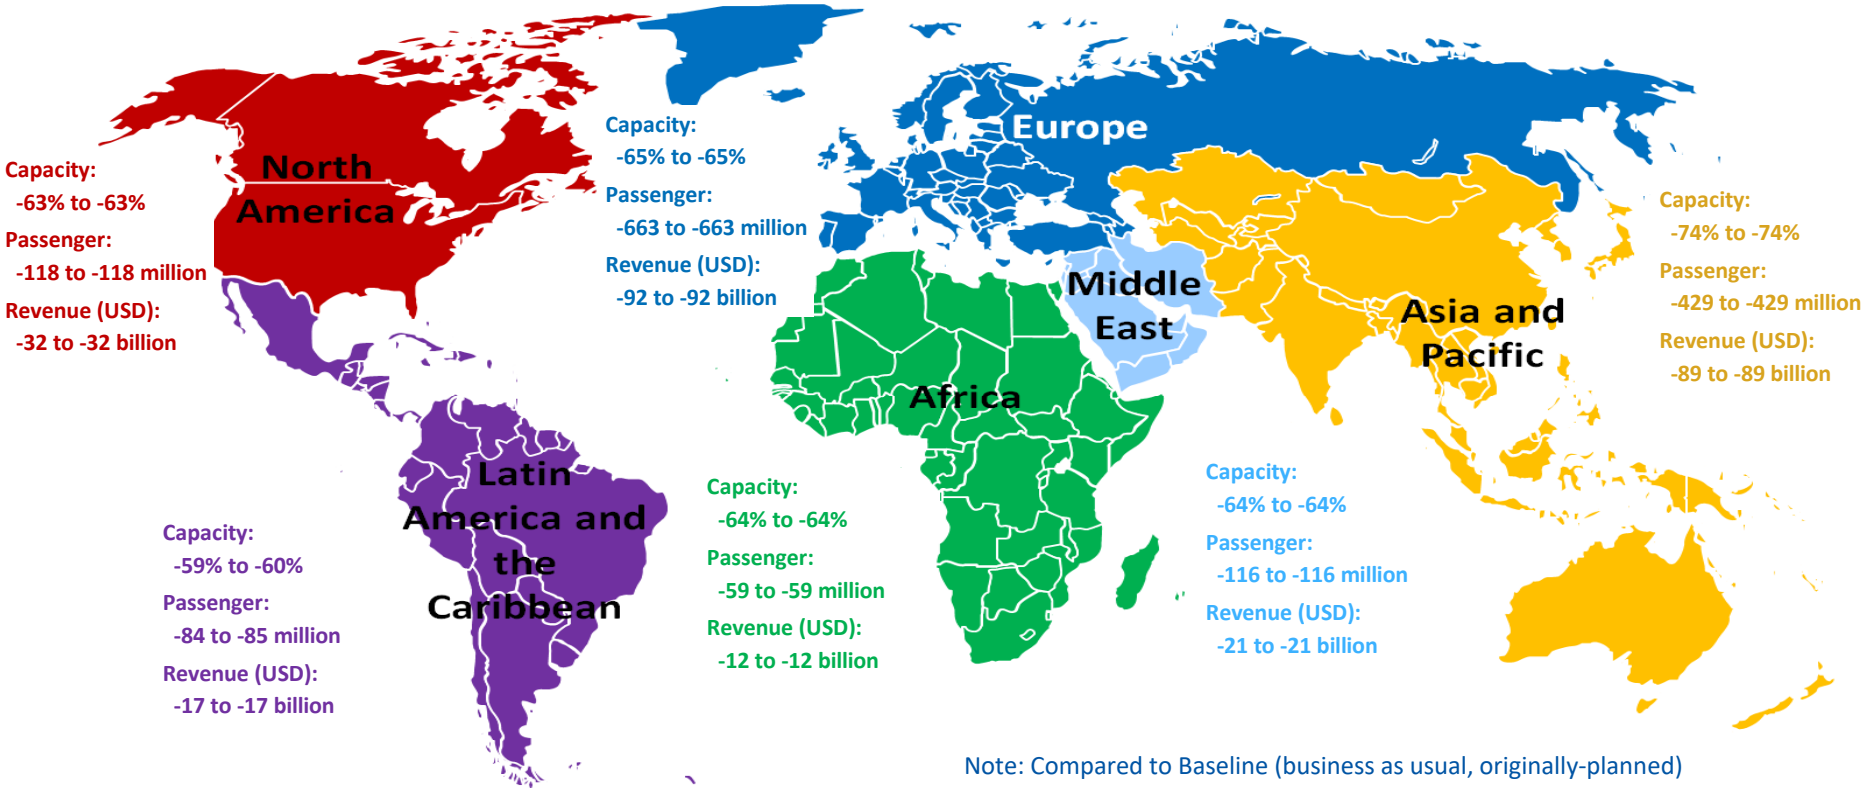 North
America
Capacity:
-63% to -63%
Passenger:
-118 to -118 million
Revenue (USD):
-32 to -32 billion
Capacity:
-65% to -65%
Passenger:
-663 to -663 million
Revenue (USD):
-92 to -92 billion
Europe
Middle
East
Asia and
Pacific
Capacity:
-74% to -74%
Passenger:
-429 to -429 million
Revenue (USD):
-89 to -89 billion
Africa
Latin
America and
the
Caribbean
Capacity:
-59% to -60%
Passenger:
-84 to -85 million
Revenue (USD):
-17 to -17 billion
Capacity:
-64% to -64%
Passenger:
-59 to -59 million
Revenue (USD):
-12 to -12 billion
Capacity:
-64% to -64%
Passenger:
-116 to -116 million
Revenue (USD):
-21 to -21 billion
Note: Compared to Baseline (business as usual, originally-planned)